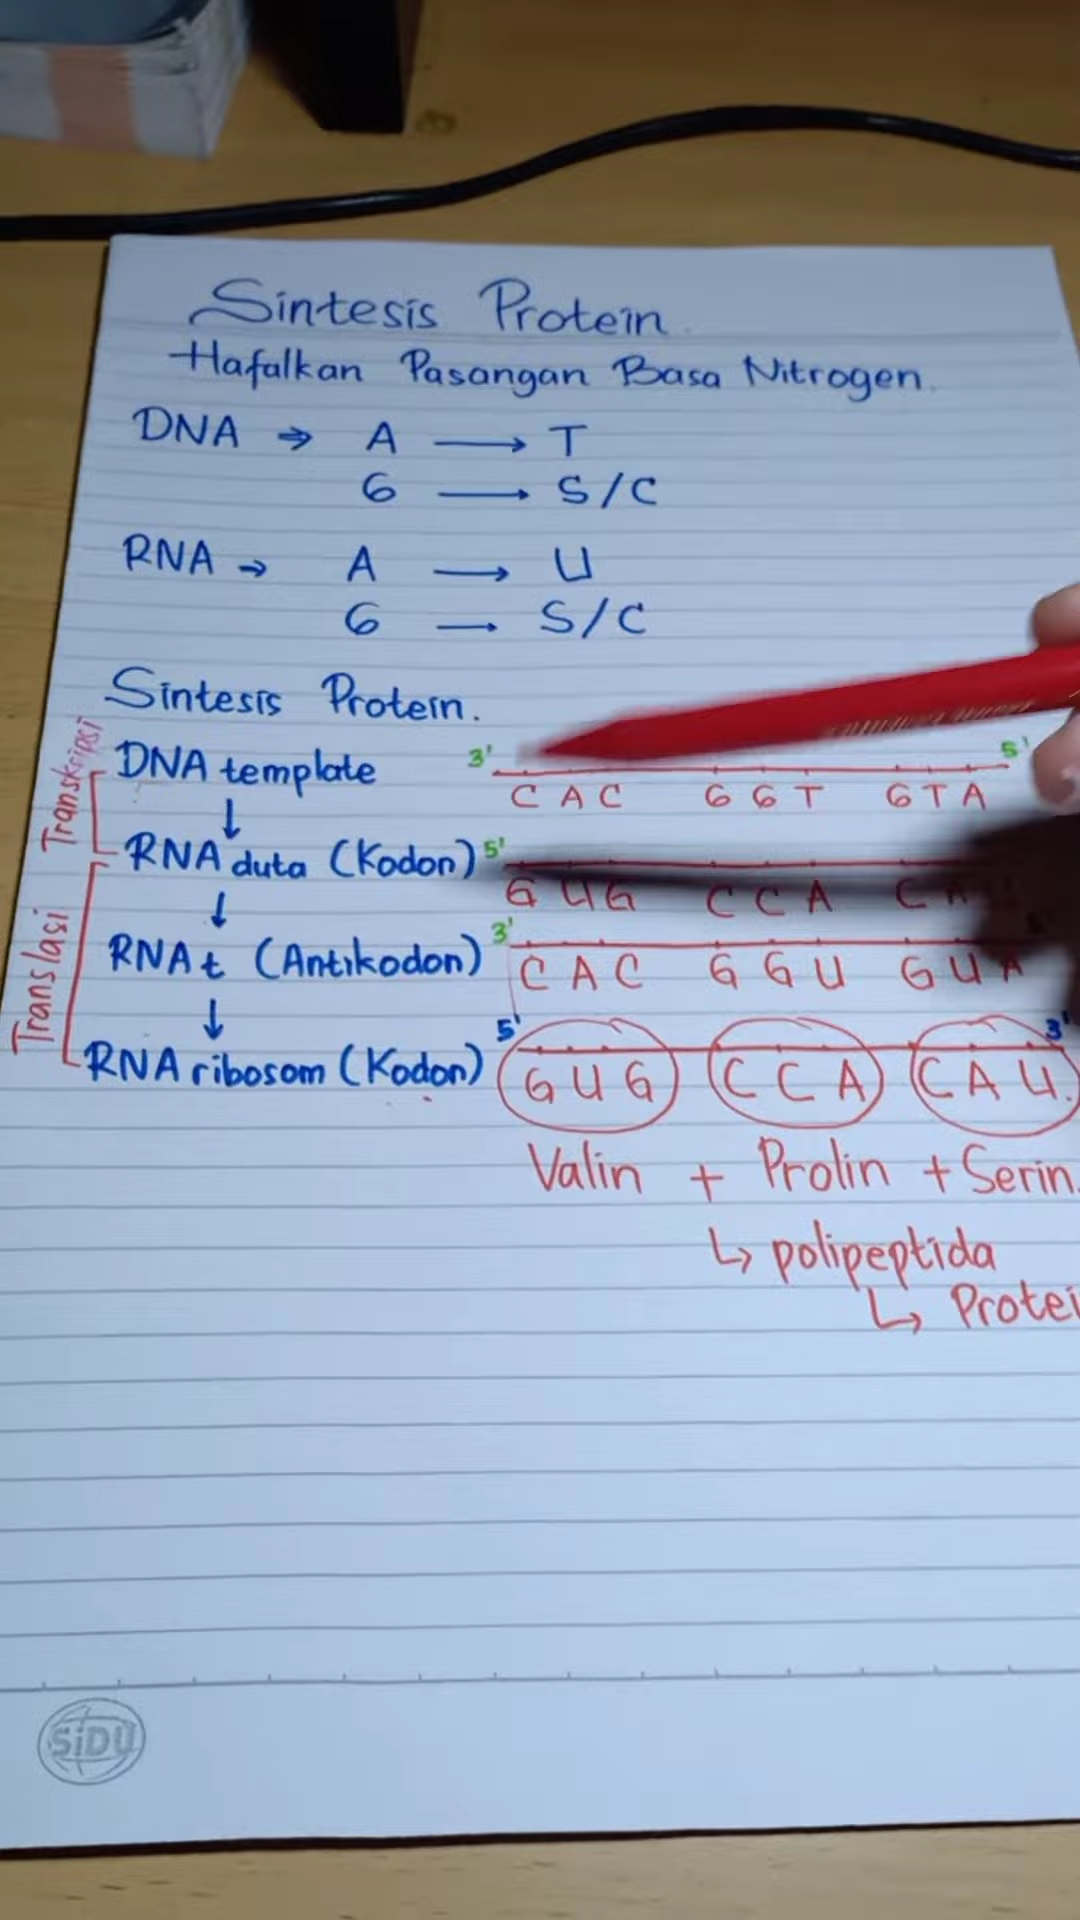 Sintesis Protein.
Hafalkan Pasangan Basa Nitrogen.
DNA ⇒ A → T
G → S/C
RNA → A → U
G → S/C
Sintesis Protein.
Transkripsi
DNA template 3' 5'
C A C G G T G T A
↓
RNA duta (Kodon) 5'
G U G C C A C A
↓
Translasi
RNA t (Antikodon) 3'
C A C G G U G U A
↓
RNA ribosom (Kodon) 5' 3'
G U G C C A C A U.
Valin + Prolin + Serin.
↳ polipeptida
↳ Protei
SiDU